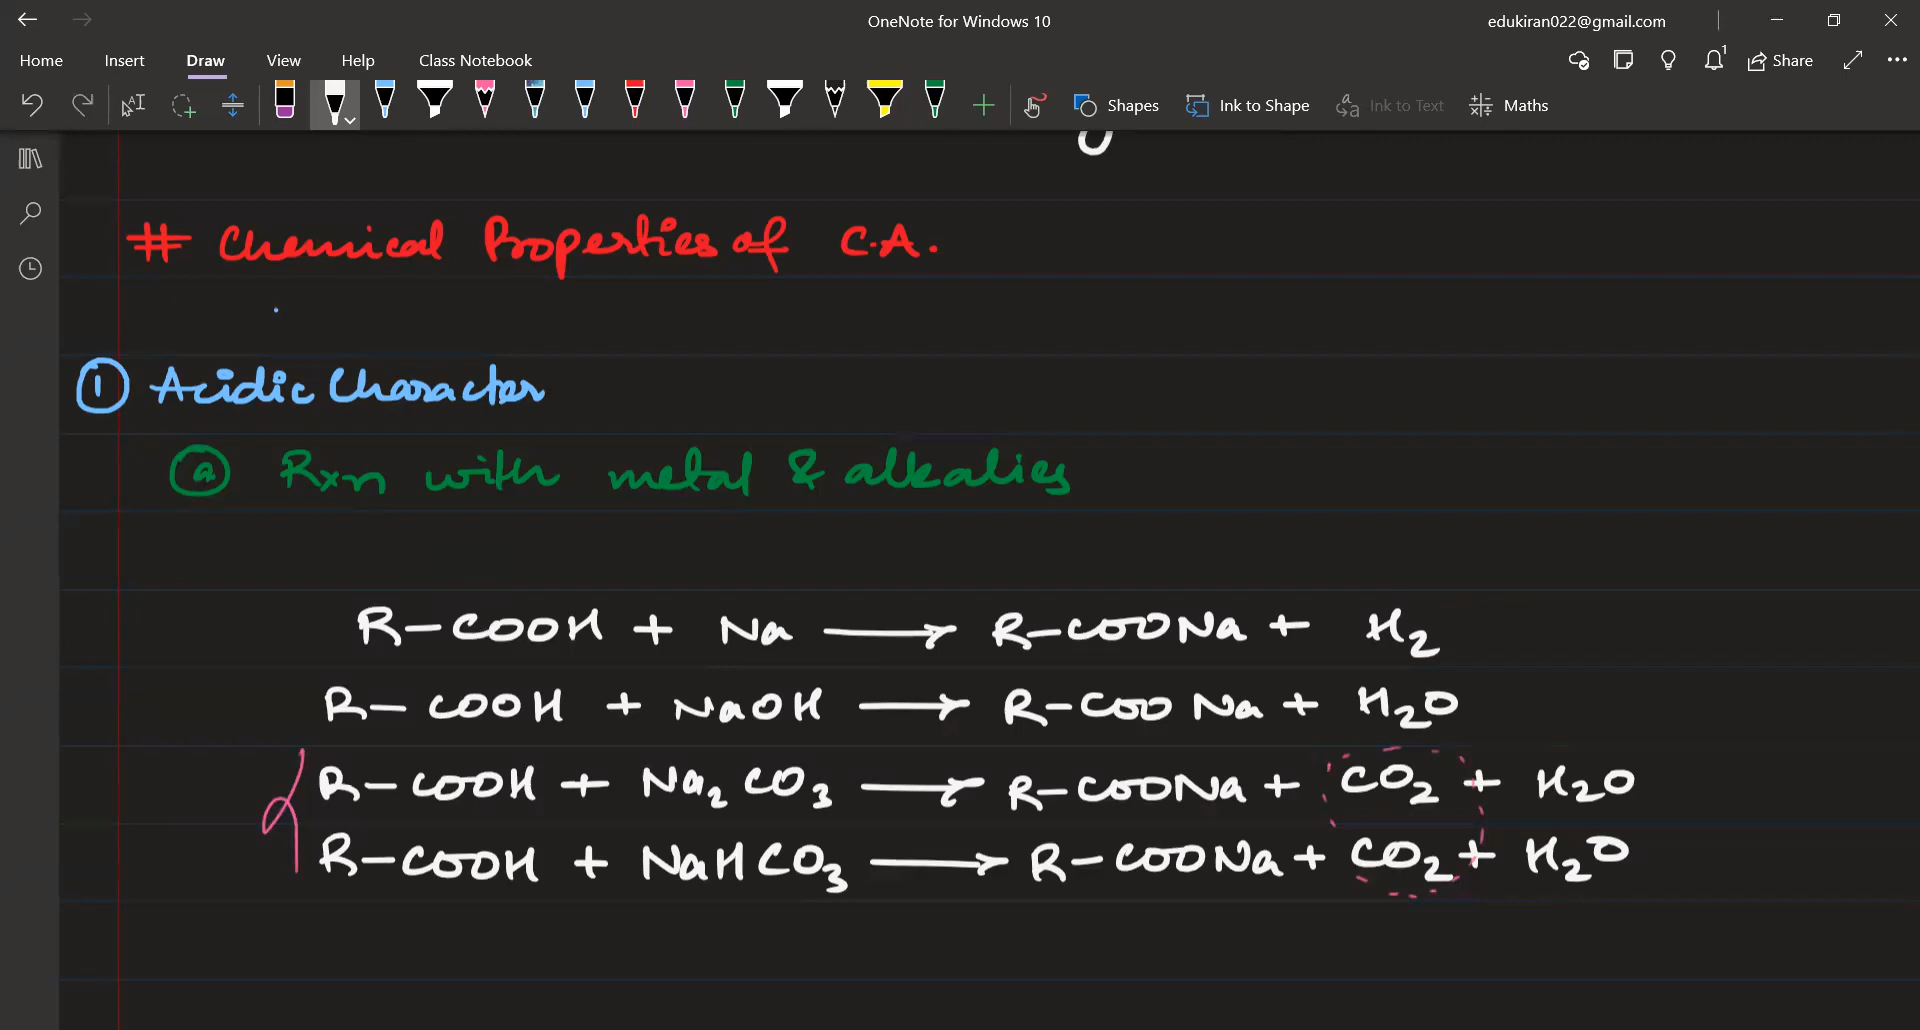 OneNote for Windows 10
edukiran022@gmail.com
Home Insert Draw View Help Class Notebook
1
Share
Shapes Ink to Shape Ink to Text Maths
# Chemical Properties of C.A.
① Acidic Character
ⓐ Rxn with metal & alkalies
R-COOH + Na → R-COONa + H₂
R-COOH + NaOH → R-COONa + H₂O
R-COOH + Na₂CO₃ → R-COONa + CO₂ + H₂O
R-COOH + NaHCO₃ → R-COONa + CO₂ + H₂O